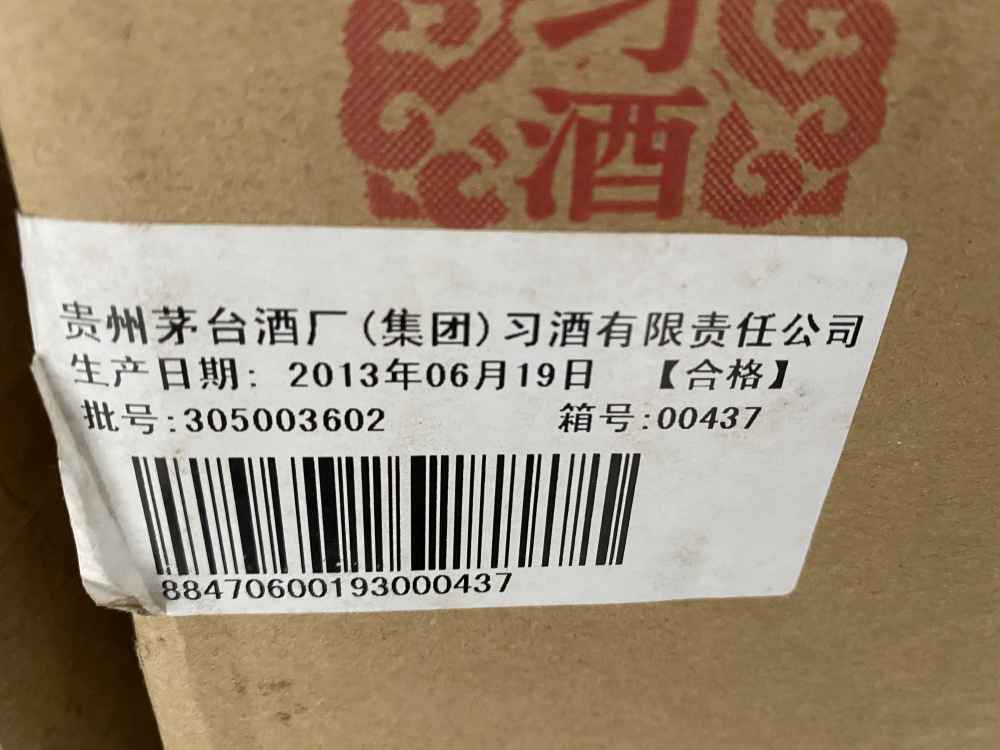 习
酒
贵州茅台酒厂(集团)习酒有限责任公司
生产日期: 2013年06月19日 【合格】
批号:305003602 箱号:00437
88470600193000437